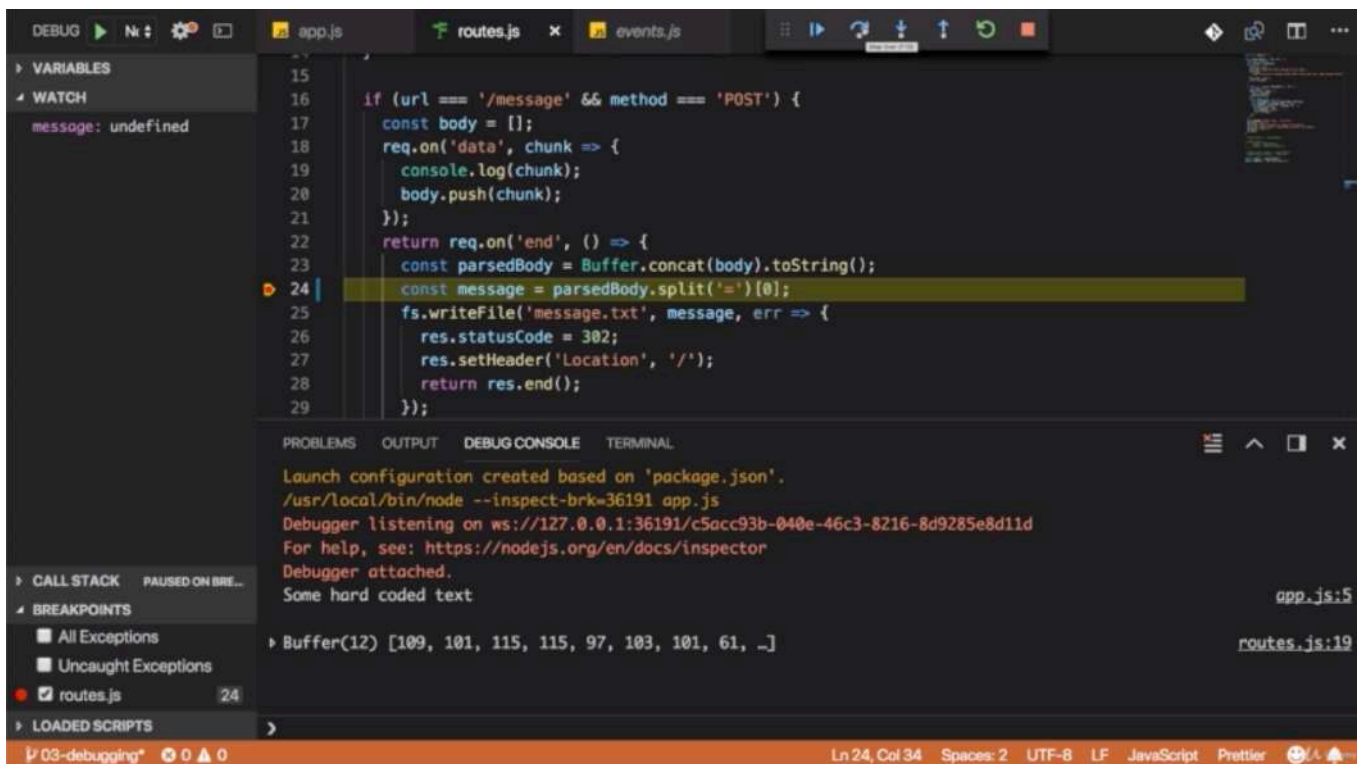 DEBUG
app.js
routes.js
events.js
VARIABLES
WATCH
message: undefined
15
16 if (url === '/message' && method === 'POST') {
17 const body = [];
18 req.on('data', chunk => {
19 console.log(chunk);
20 body.push(chunk);
21 });
22 return req.on('end', () => {
23 const parsedBody = Buffer.concat(body).toString();
24 const message = parsedBody.split('=')[0];
25 fs.writeFile('message.txt', message, err => {
26 res.statusCode = 302;
27 res.setHeader('Location', '/');
28 return res.end();
29 });
PROBLEMS OUTPUT DEBUG CONSOLE TERMINAL
Launch configuration created based on 'package.json'.
/usr/local/bin/node --inspect-brk=36191 app.js
Debugger listening on ws://127.0.0.1:36191/c5acc93b-040e-46c3-8216-8d9285e8d11d
For help, see: https://nodejs.org/en/docs/inspector
Debugger attached.
Some hard coded text app.js:5
Buffer(12) [109, 101, 115, 115, 97, 103, 101, 61, …] routes.js:19
CALL STACK PAUSED ON BRE...
BREAKPOINTS
All Exceptions
Uncaught Exceptions
routes.js 24
LOADED SCRIPTS
03-debugging* 0 0
Ln 24, Col 34 Spaces: 2 UTF-8 LF JavaScript Prettier